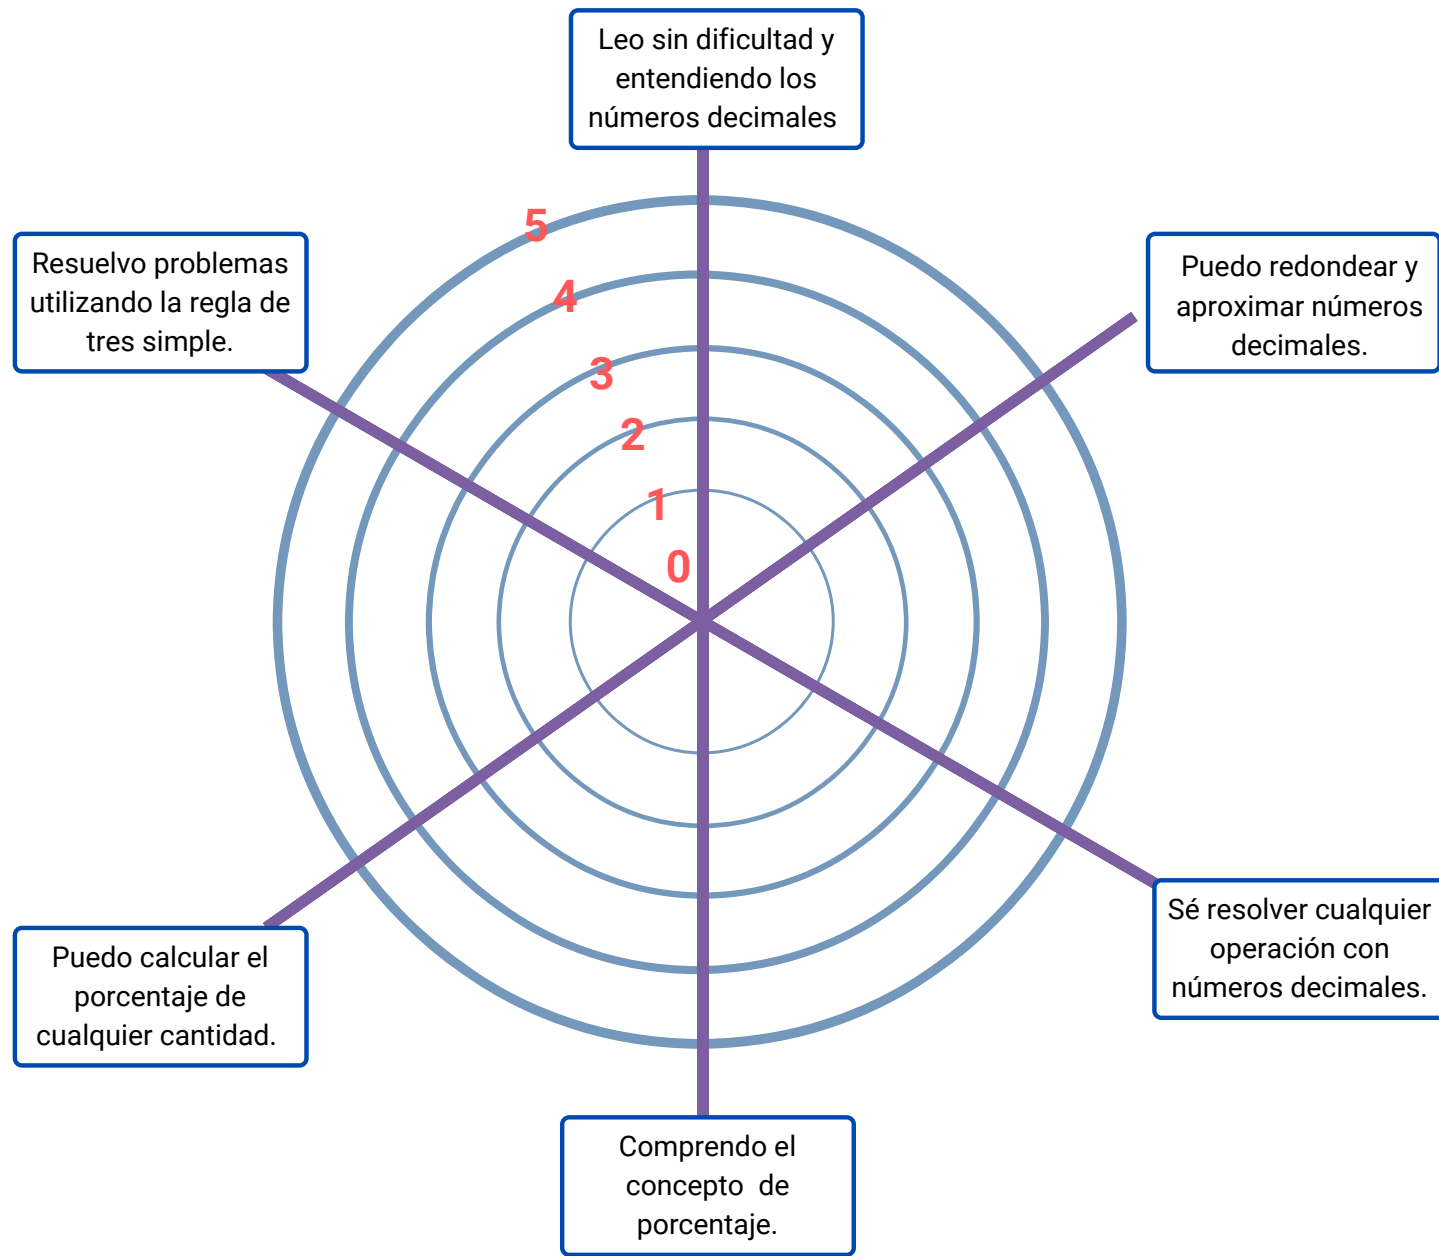 Leo sin dificultad y
entendiendo los
números decimales
5
Resuelvo problemas
utilizando la regla de
tres simple.
Puedo redondear y
aproximar números
decimales.
4
3
2
1
0
Sé resolver cualquier
operación con
números decimales.
Puedo calcular el
porcentaje de
cualquier cantidad.
Comprendo el
concepto de
porcentaje.